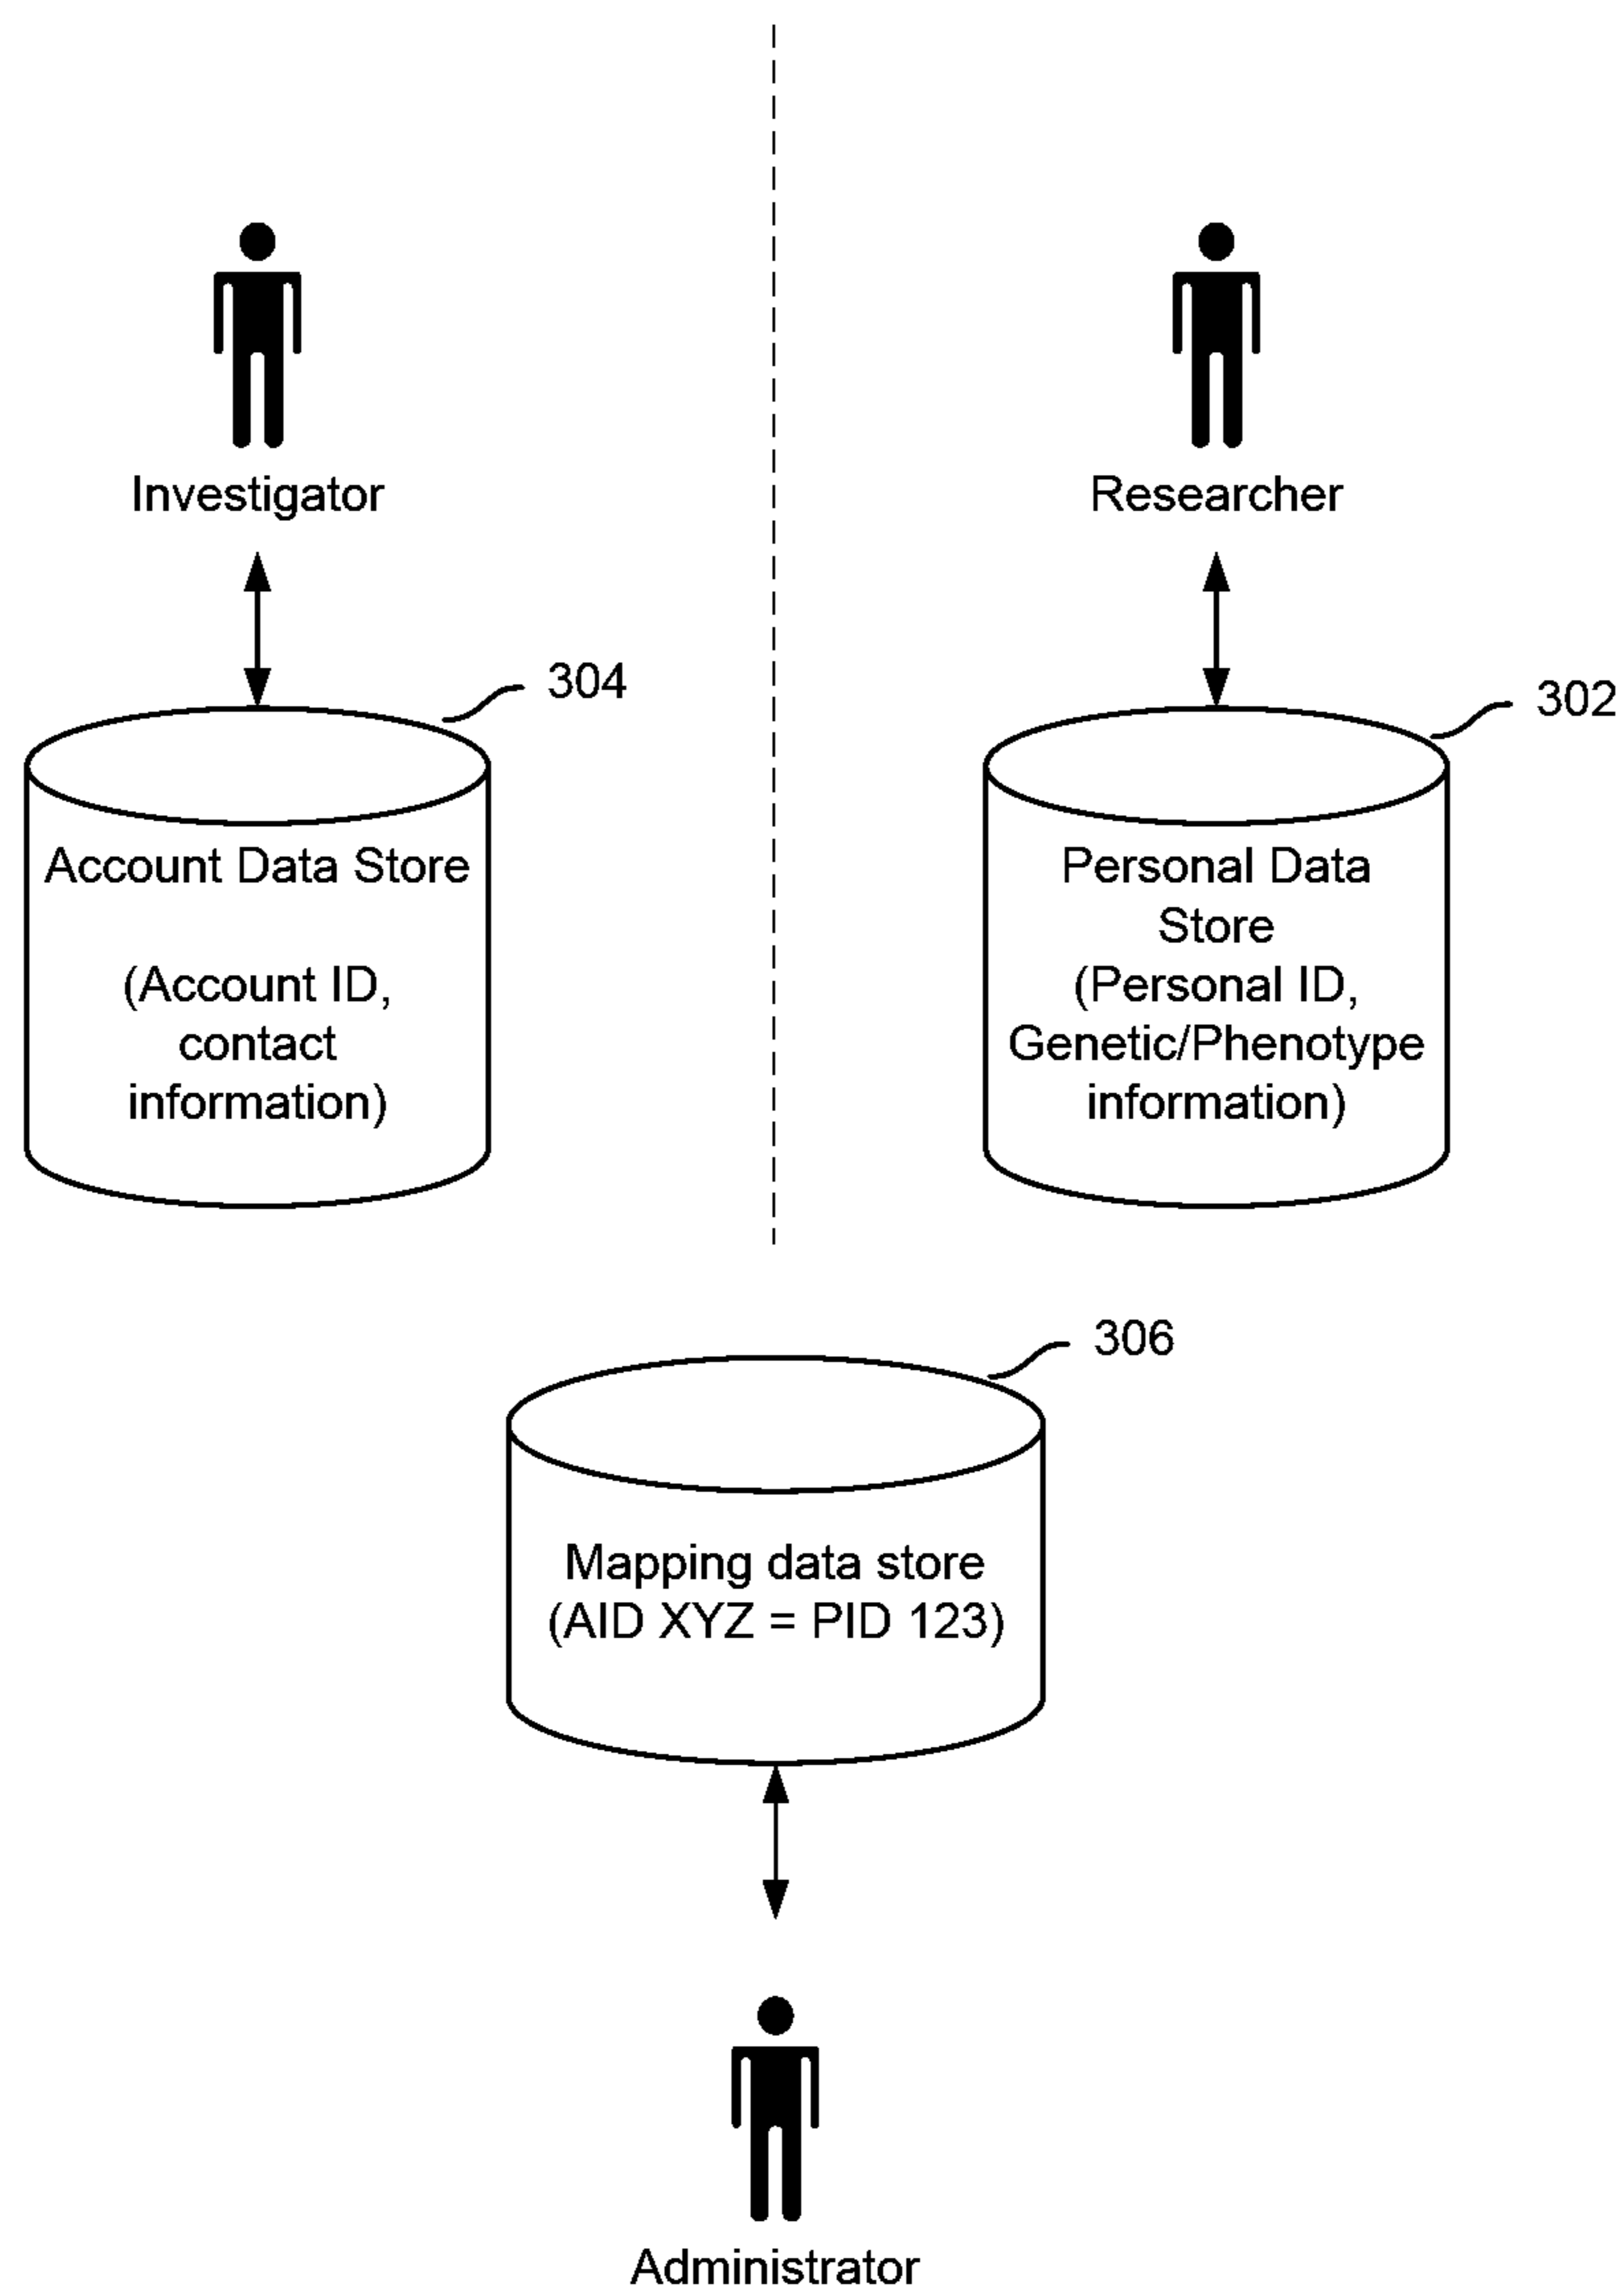 Investigator
Researcher
304
302
Account Data Store
(Account ID,
contact
information)
Personal Data
Store
(Personal ID,
Genetic/Phenotype
information)
306
Mapping data store
(AID XYZ = PID 123)
Administrator